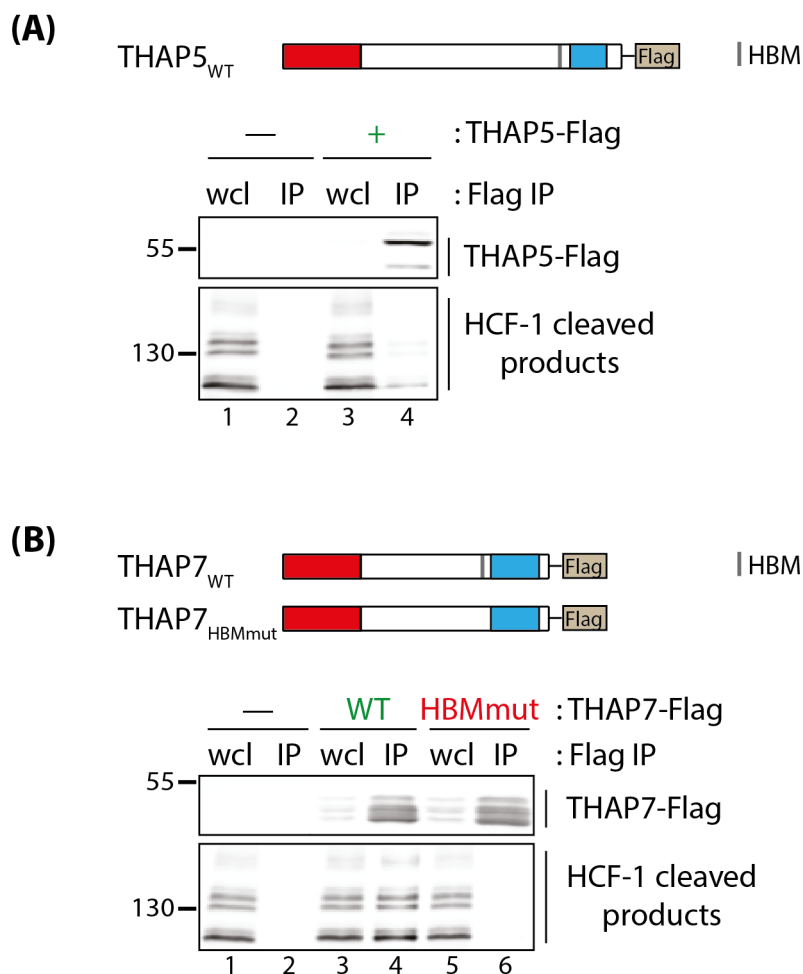 (A)
THAP5WT Flag HBM
— + : THAP5-Flag
wcl IP wcl IP : Flag IP
55 THAP5-Flag
130 HCF-1 cleaved
products
1 2 3 4
(B)
THAP7WT Flag HBM
THAP7HBMmut Flag
— WT HBMmut : THAP7-Flag
wcl IP wcl IP wcl IP : Flag IP
55
THAP7-Flag
HCF-1 cleaved
130 products
1 2 3 4 5 6